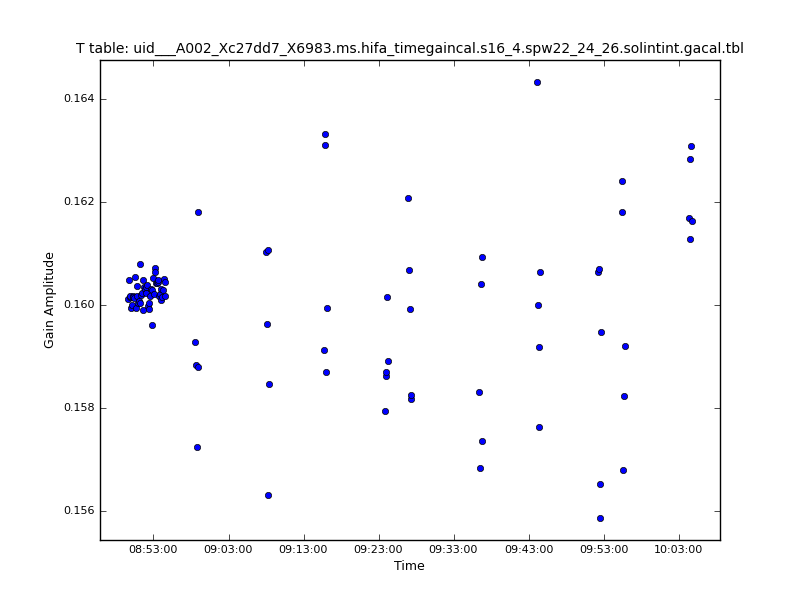 T table: uid___A002_Xc27dd7_X6983.ms.hifa_timegaincal.s16_4.spw22_24_26.solintint.gacal.tbl
0.164
0.162
0.160
0.158
0.156
Gain Amplitude
08:53:00 09:03:00 09:13:00 09:23:00 09:33:00 09:43:00 09:53:00 10:03:00
Time